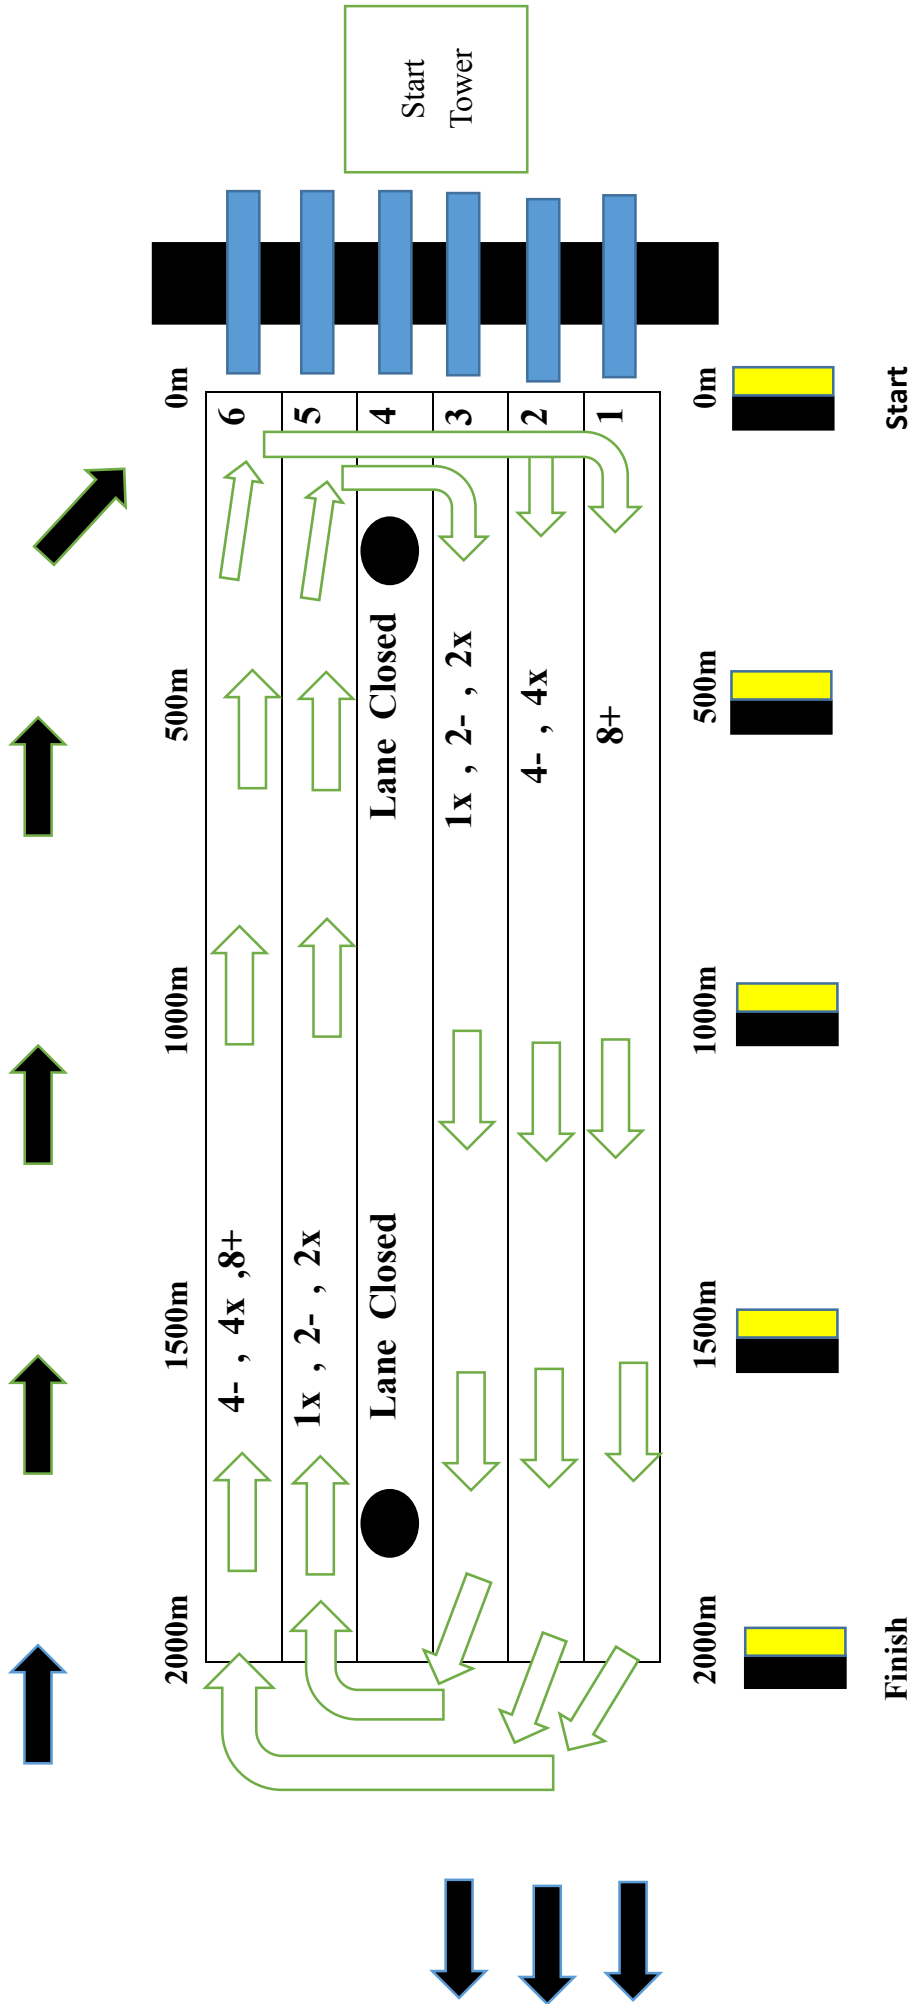 2000m 1500m 1000m 500m 0m
4- , 4x ,8+ 6
1x , 2- , 2x 5
Lane Closed Lane Closed 4
Start
Tower
1x , 2- , 2x 3
4- , 4x 2
8+ 1
2000m 1500m 1000m 500m 0m
Finish Start